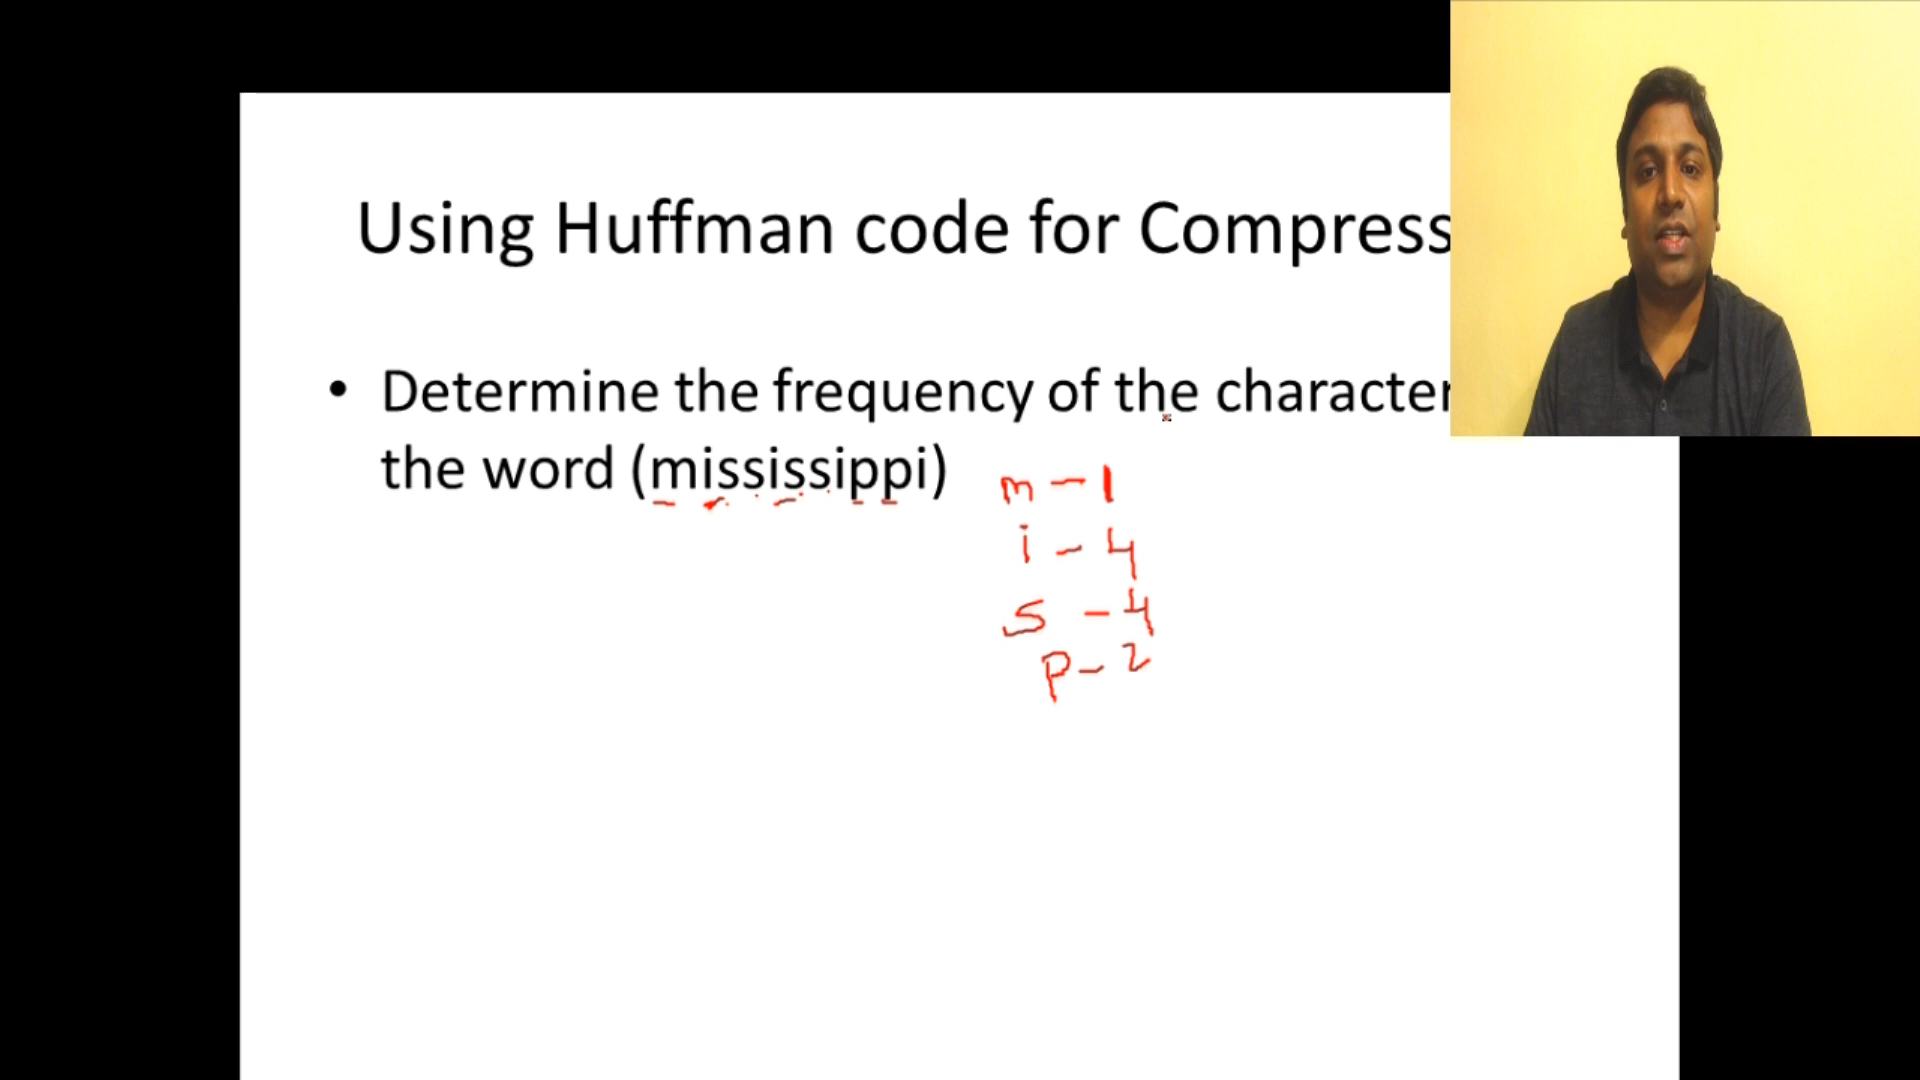 Using Huffman code for Compress
• Determine the frequency of the character
the word (mississippi)
m - 1
i - 4
s - 4
p - 2